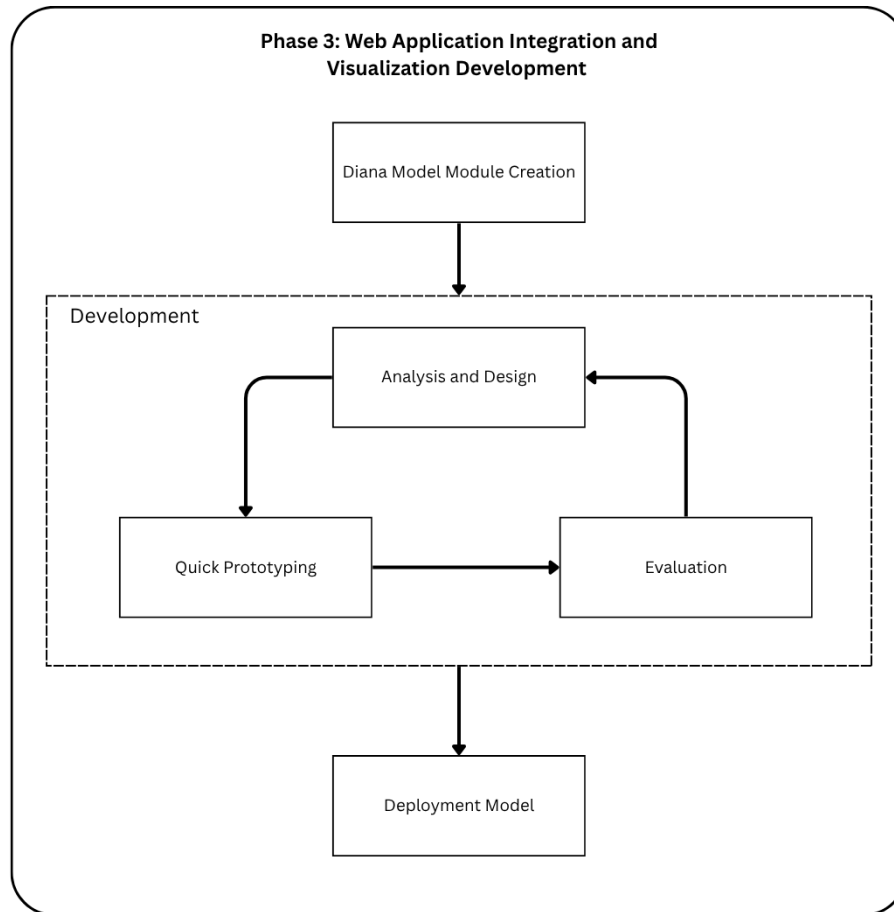 Phase 3: Web Application Integration and
Visualization Development
Diana Model Module Creation
Development
Analysis and Design
Quick Prototyping
Evaluation
Deployment Model